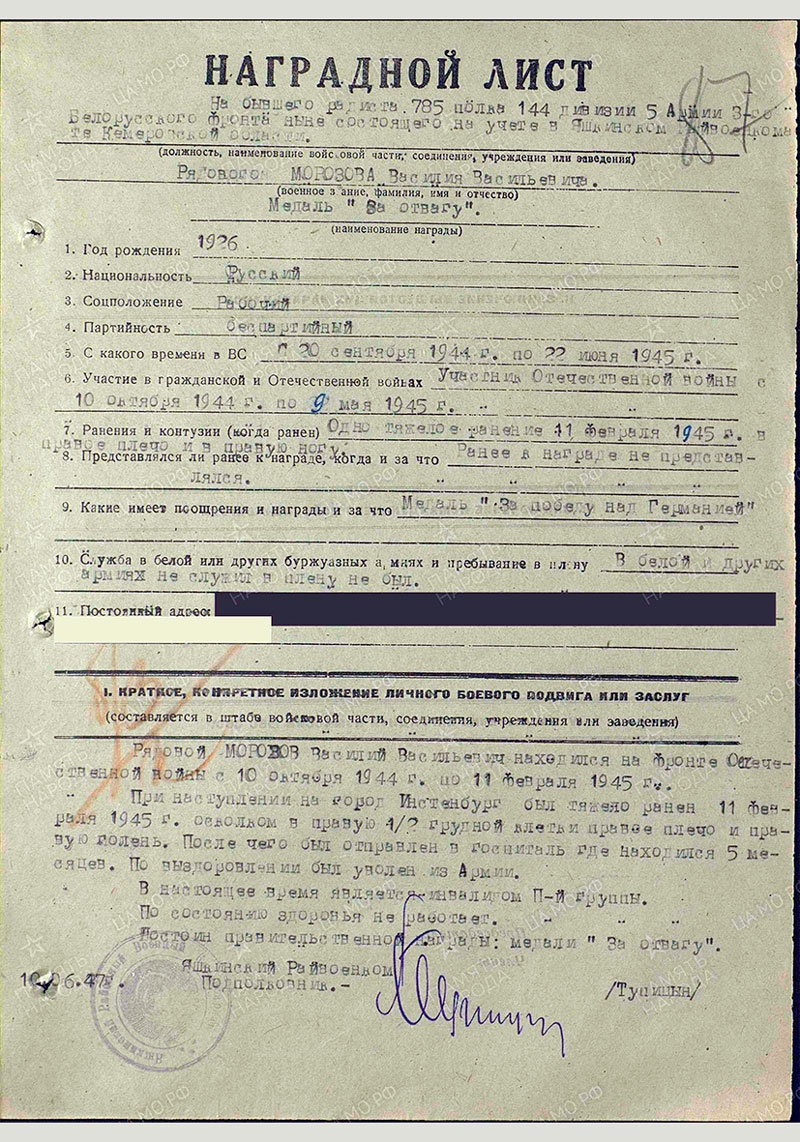 НАГРАДНОЙ ЛИСТ
87
На бывшего радиста 785 полка 144 дивизии 5 Армии 3-го
Белорусского фронта ныне состоящего на учете в Яшкинском Райвоенкома
те Кемеровской области.
(должность, наименование войсковой части, соединения, учреждения или заведения)
Рядового МОРОЗОВА Василия Васильевича.
(военное з ание, фамилия, имя и отчество)
Медаль " За отвагу".
(наименование награды)
1. Год рождения 1926
2. Национальность Русский
3. Соцположение Рабочий
4. Партийность беспартийный
5. С какого времени в ВС С 20 сентября 1944 г. по 22 июня 1945 г.
6. Участие в гражданской и Отечественной войнах Участник Отечественной войны с
10 октября 1944 г. по 9 мая 1945 г. " "
7. Ранения и контузии (когда ранен) Одно тяжелое ранение 11 февраля 1945 г. в
правое плечо и в правую ногу.
8. Представлялся ли ранее к награде, когда и за что Ранее к награде не представ-
лялся. " " "
9. Какие имеет поощрения и награды и за что Медаль " За победу над Германией"
10. Служба в белой или других буржуазных а миях и пребывание в плену В белой и других
армиях не служил в плену не был.
11. Постоянный адрес:
I. КРАТКОЕ, КОНКРЕТНОЕ ИЗЛОЖЕНИЕ ЛИЧНОГО БОЕВОГО ПОДВИГА ИЛИ ЗАСЛУГ
(составляется в штабе войсковой части, соединения, учреждения или заведения)
Рядовой МОРОЗОВ Василий Васильевич находился на фронте Отече-
ственной войны с 10 октября 1944 г. по 11 февраля 1945 г..
При наступлении на город Инстенбург был тяжело ранен 11 фев-
раля 1945 г. осколком в правую 1/2 грудной клетки правое плечо и пра-
вую голень. После чего был отправлен в госпиталь где находился 5 ме-
сяцев. По выздоровлении был уволен из Армии.
В настоящее время является инвалидом П-й группы.
По состоянию здоровья не работает. " " "
Достоин правительственной награды: медали " За отвагу".
Яшкинский Райвоенком
10.06.47г. Подполковник.- /Тупицын/
ЦАМО.РФ